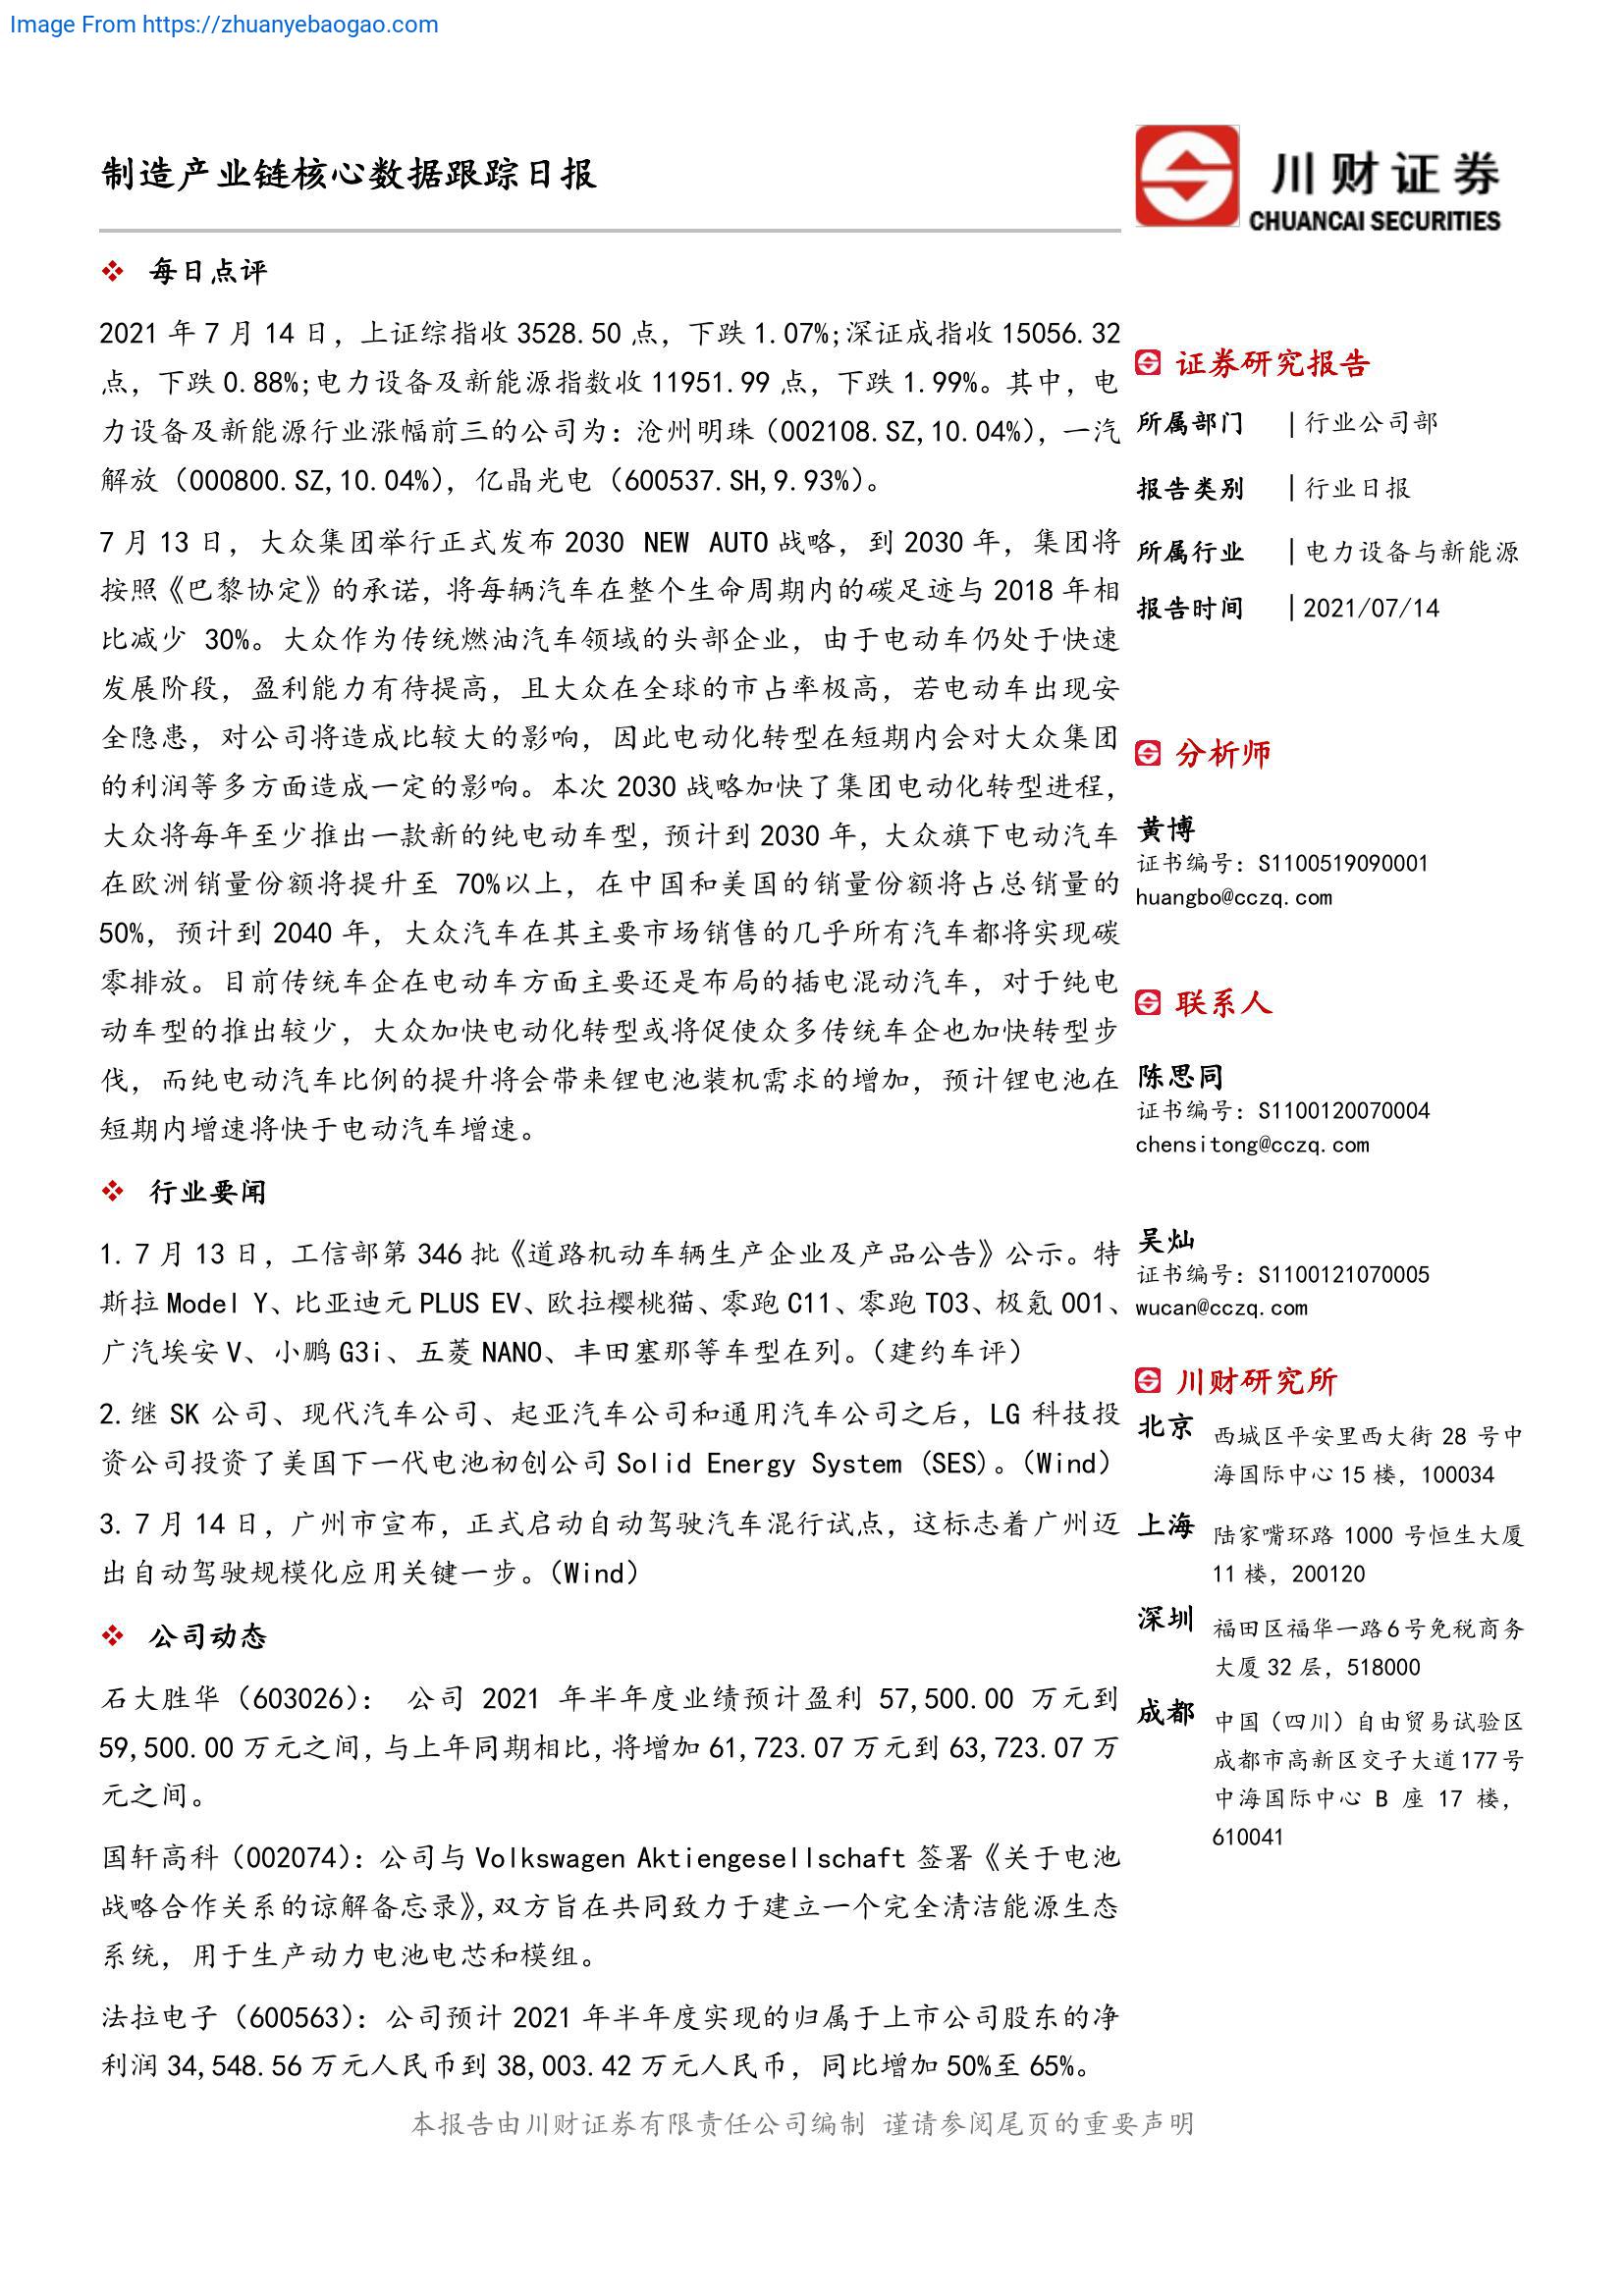 Image From https://zhuanyebaogao.com
制造产业链核心数据跟踪日报
川财证券
CHUANCAI SECURITIES
❖ 每日点评
2021 年 7 月 14 日，上证综指收 3528.50 点，下跌 1.07%;深证成指收 15056.32
点，下跌 0.88%;电力设备及新能源指数收 11951.99 点，下跌 1.99%。其中，电
力设备及新能源行业涨幅前三的公司为：沧州明珠（002108.SZ,10.04%），一汽
解放（000800.SZ,10.04%），亿晶光电（600537.SH,9.93%）。
7 月 13 日，大众集团举行正式发布 2030 NEW AUTO 战略，到 2030 年，集团将
按照《巴黎协定》的承诺，将每辆汽车在整个生命周期内的碳足迹与 2018 年相
比减少 30%。大众作为传统燃油汽车领域的头部企业，由于电动车仍处于快速
发展阶段，盈利能力有待提高，且大众在全球的市占率极高，若电动车出现安
全隐患，对公司将造成比较大的影响，因此电动化转型在短期内会对大众集团
的利润等多方面造成一定的影响。本次 2030 战略加快了集团电动化转型进程，
大众将每年至少推出一款新的纯电动车型，预计到 2030 年，大众旗下电动汽车
在欧洲销量份额将提升至 70%以上，在中国和美国的销量份额将占总销量的
50%，预计到 2040 年，大众汽车在其主要市场销售的几乎所有汽车都将实现碳
零排放。目前传统车企在电动车方面主要还是布局的插电混动汽车，对于纯电
动车型的推出较少，大众加快电动化转型或将促使众多传统车企也加快转型步
伐，而纯电动汽车比例的提升将会带来锂电池装机需求的增加，预计锂电池在
短期内增速将快于电动汽车增速。
❖ 行业要闻
1. 7 月 13 日，工信部第 346 批《道路机动车辆生产企业及产品公告》公示。特
斯拉 Model Y、比亚迪元 PLUS EV、欧拉樱桃猫、零跑 C11、零跑 T03、极氪 001、
广汽埃安 V、小鹏 G3i、五菱 NANO、丰田塞那等车型在列。（建约车评）
2.继 SK 公司、现代汽车公司、起亚汽车公司和通用汽车公司之后，LG 科技投
资公司投资了美国下一代电池初创公司 Solid Energy System (SES)。（Wind）
3. 7 月 14 日，广州市宣布，正式启动自动驾驶汽车混行试点，这标志着广州迈
出自动驾驶规模化应用关键一步。（Wind）
❖ 公司动态
石大胜华（603026）： 公司 2021 年半年度业绩预计盈利 57,500.00 万元到
59,500.00 万元之间，与上年同期相比，将增加 61,723.07 万元到 63,723.07 万
元之间。
国轩高科（002074）：公司与 Volkswagen Aktiengesellschaft 签署《关于电池
战略合作关系的谅解备忘录》，双方旨在共同致力于建立一个完全清洁能源生态
系统，用于生产动力电池电芯和模组。
法拉电子（600563）：公司预计 2021 年半年度实现的归属于上市公司股东的净
利润 34,548.56 万元人民币到 38,003.42 万元人民币，同比增加 50%至 65%。
证券研究报告
所属部门 | 行业公司部
报告类别 | 行业日报
所属行业 | 电力设备与新能源
报告时间 | 2021/07/14
分析师
黄博
证书编号：S1100519090001
huangbo@cczq.com
联系人
陈思同
证书编号：S1100120070004
chensitong@cczq.com
吴灿
证书编号：S1100121070005
wucan@cczq.com
川财研究所
北京 西城区平安里西大街 28 号中
海国际中心 15 楼，100034
上海 陆家嘴环路 1000 号恒生大厦
11 楼，200120
深圳 福田区福华一路 6 号免税商务
大厦 32 层，518000
成都 中国（四川）自由贸易试验区
成都市高新区交子大道 177 号
中海国际中心 B 座 17 楼，
610041
本报告由川财证券有限责任公司编制 谨请参阅尾页的重要声明